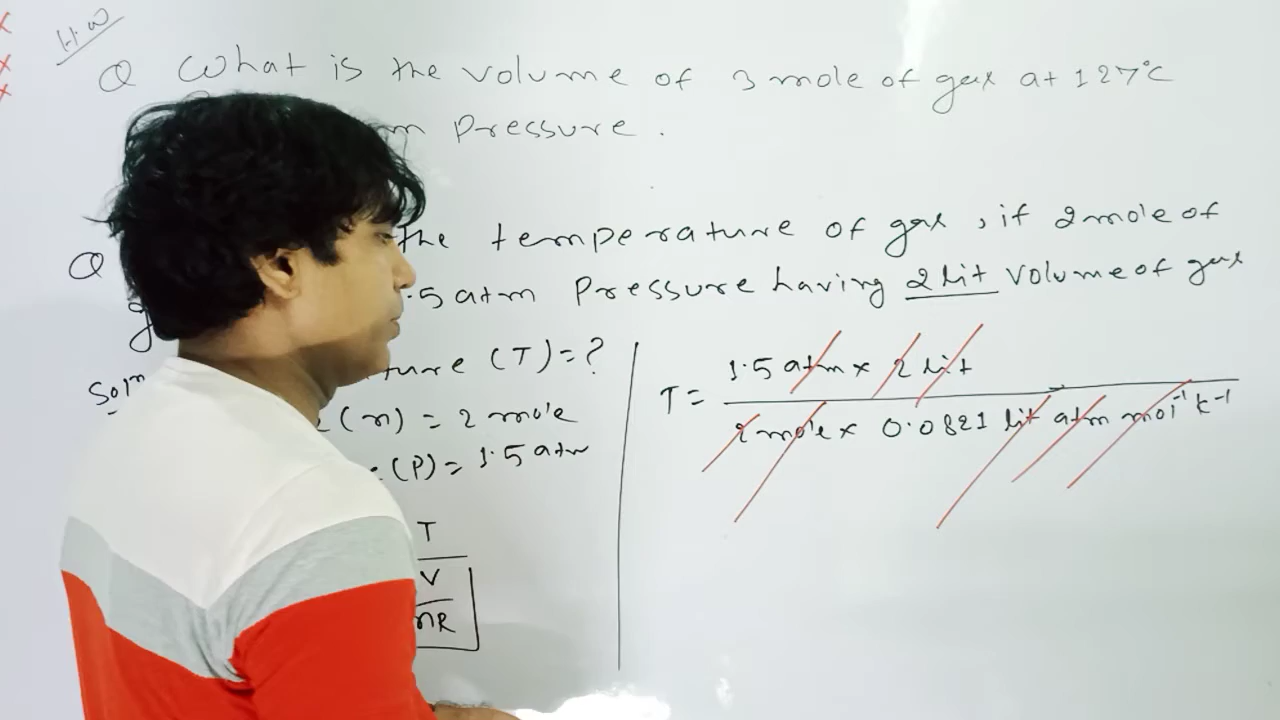 H.W
Q What is the volume of 3 mole of gas at 127°C
m pressure.
Q the temperature of gas, if 2 mole of
g .5 atm pressure having 2 lit volume of gas
Soln ture (T) = ?
(n) = 2 mole
(P) = 1.5 atm
T
V
nR
T = 1.5 atm x 2 lit
2 mole x 0.0821 lit atm mol⁻¹ k⁻¹